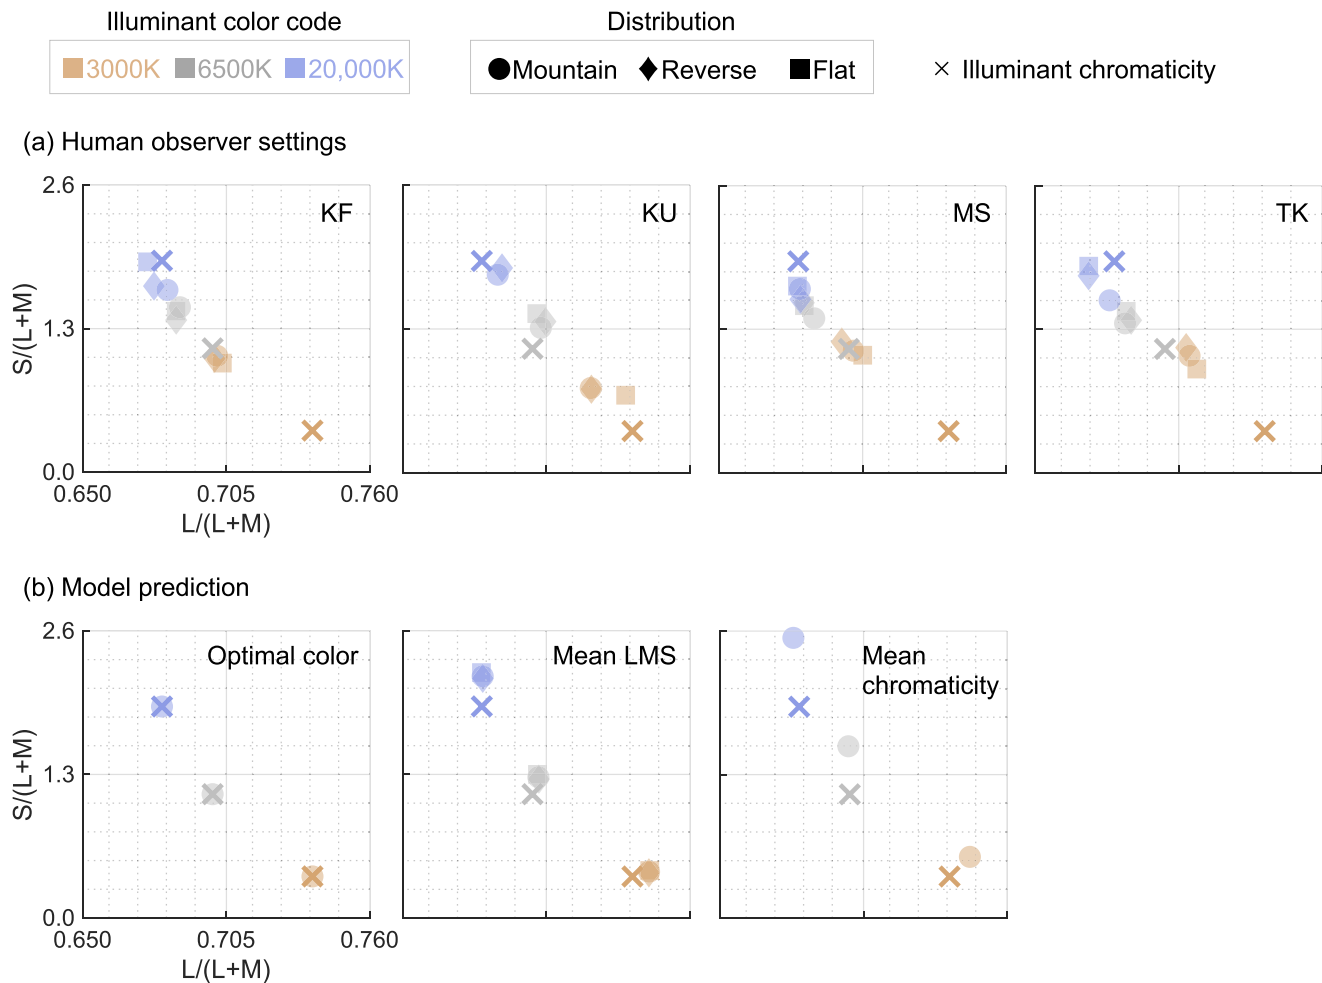 Illuminant color code
Distribution
3000K 6500K 20,000K
Mountain Reverse Flat
Illuminant chromaticity
(a) Human observer settings
KF
KU
MS
TK
2.6
1.3
0.0
S/(L+M)
0.650 0.705 0.760
L/(L+M)
(b) Model prediction
Optimal color
Mean LMS
Mean
chromaticity
2.6
1.3
0.0
S/(L+M)
0.650 0.705 0.760
L/(L+M)